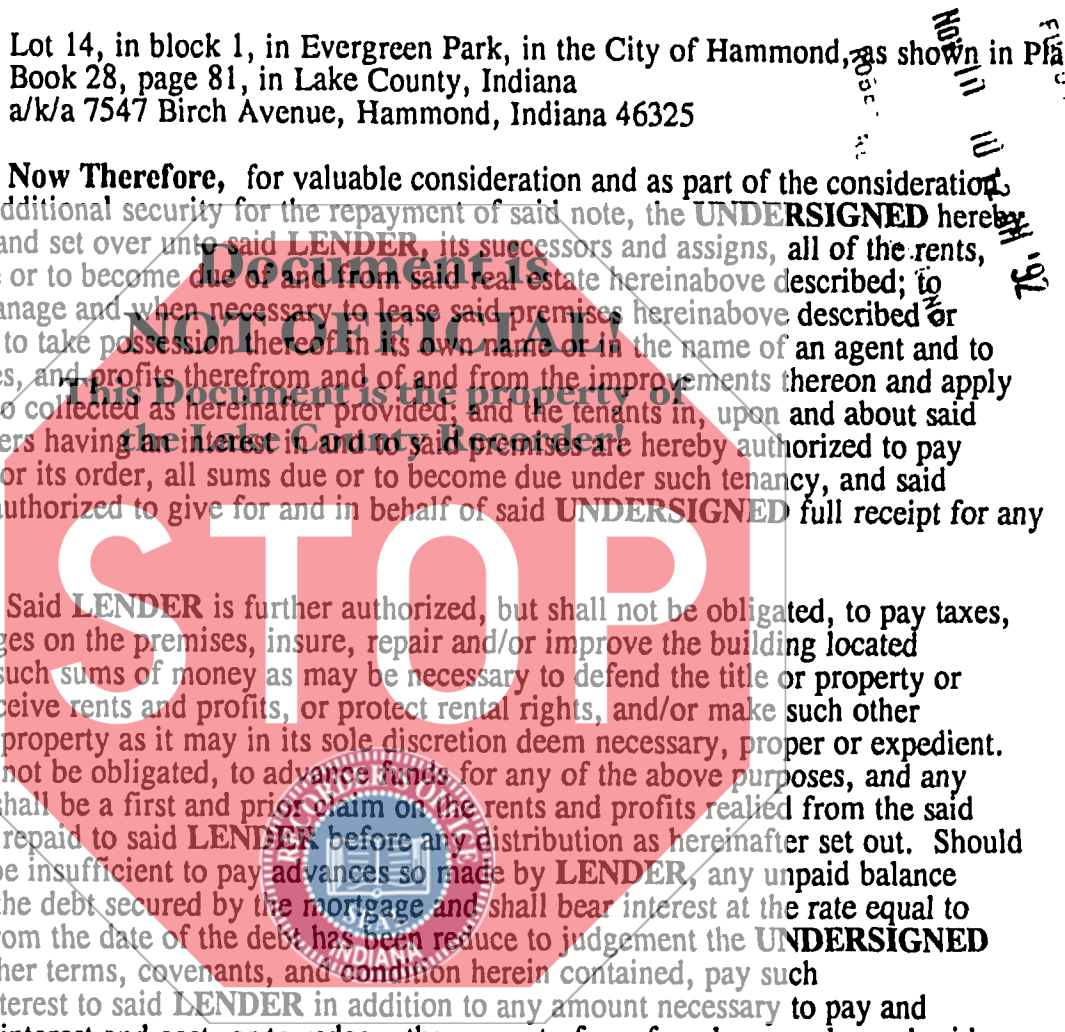 Lot 14, in block 1, in Evergreen Park, in the City of Hammond, as shown in Pla
Book 28, page 81, in Lake County, Indiana
a/k/a 7547 Birch Avenue, Hammond, Indiana 46325
Now Therefore, for valuable consideration and as part of the consideration
dditional security for the repayment of said note, the UNDERSIGNED hereby
and set over unto said LENDER, its successors and assigns, all of the rents,
or to become due of and from said real estate hereinabove described; to
anage and when necessary to lease said premises hereinabove described or
to take possession thereof in its own name or in the name of an agent and to
es, and profits therefrom and of and from the improvements thereon and apply
o collected as hereinafter provided; and the tenants in, upon and about said
ers having an interest in and to said premises are hereby authorized to pay
or its order, all sums due or to become due under such tenancy, and said
uthorized to give for and in behalf of said UNDERSIGNED full receipt for any
Said LENDER is further authorized, but shall not be obligated, to pay taxes,
ges on the premises, insure, repair and/or improve the building located
such sums of money as may be necessary to defend the title or property or
ceive rents and profits, or protect rental rights, and/or make such other
property as it may in its sole discretion deem necessary, proper or expedient.
not be obligated, to advance funds for any of the above purposes, and any
shall be a first and prior claim on the rents and profits realied from the said
repaid to said LENDER before any distribution as hereinafter set out. Should
be insufficient to pay advances so made by LENDER, any unpaid balance
the debt secured by the mortgage and shall bear interest at the rate equal to
rom the date of the debt has been reduce to judgement the UNDERSIGNED
her terms, covenants, and condition herein contained, pay such
terest to said LENDER in addition to any amount necessary to pay and
Document is
NOT OFFICIAL!
This Document is the property of
the Lake County Recorder!
STOP
SEAL
INDIANA
NOV
'92